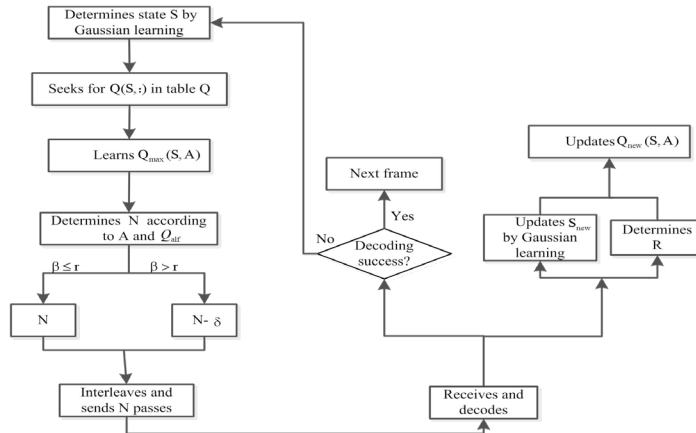 Determines state S by
Gaussian learning
Seeks for Q(S,:) in table Q
Learns Q_max (S, A)
Determines N according
to A and Q_alf
β ≤ r
β > r
N
N- δ
Interleaves and
sends N passes
Receives and
decodes
No
Decoding
success?
Yes
Next frame
Updates S_new
by Gaussian
learning
Determines
R
Updates Q_new (S, A)